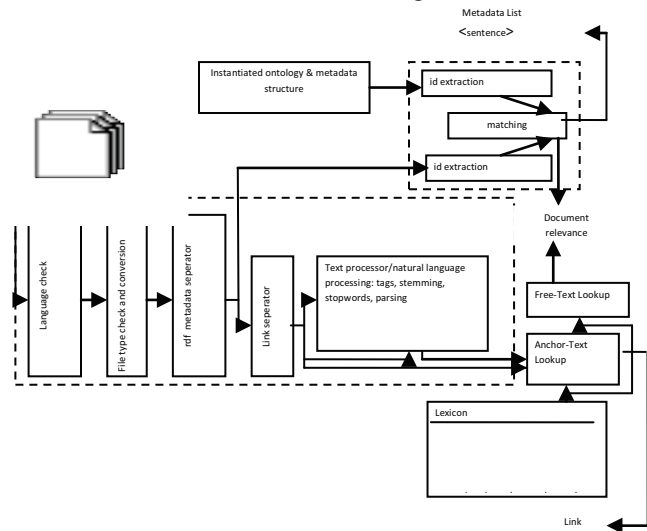 Metadata List
<sentence>
Instantiated ontology & metadata
structure
id extraction
matching
id extraction
Document
relevance
Language check
File type check and conversion
rdf metadata seperator
Link seperator
Text processor/natural language
processing: tags, stemming,
stopwords, parsing
Free-Text Lookup
Anchor-Text
Lookup
Lexicon
Link